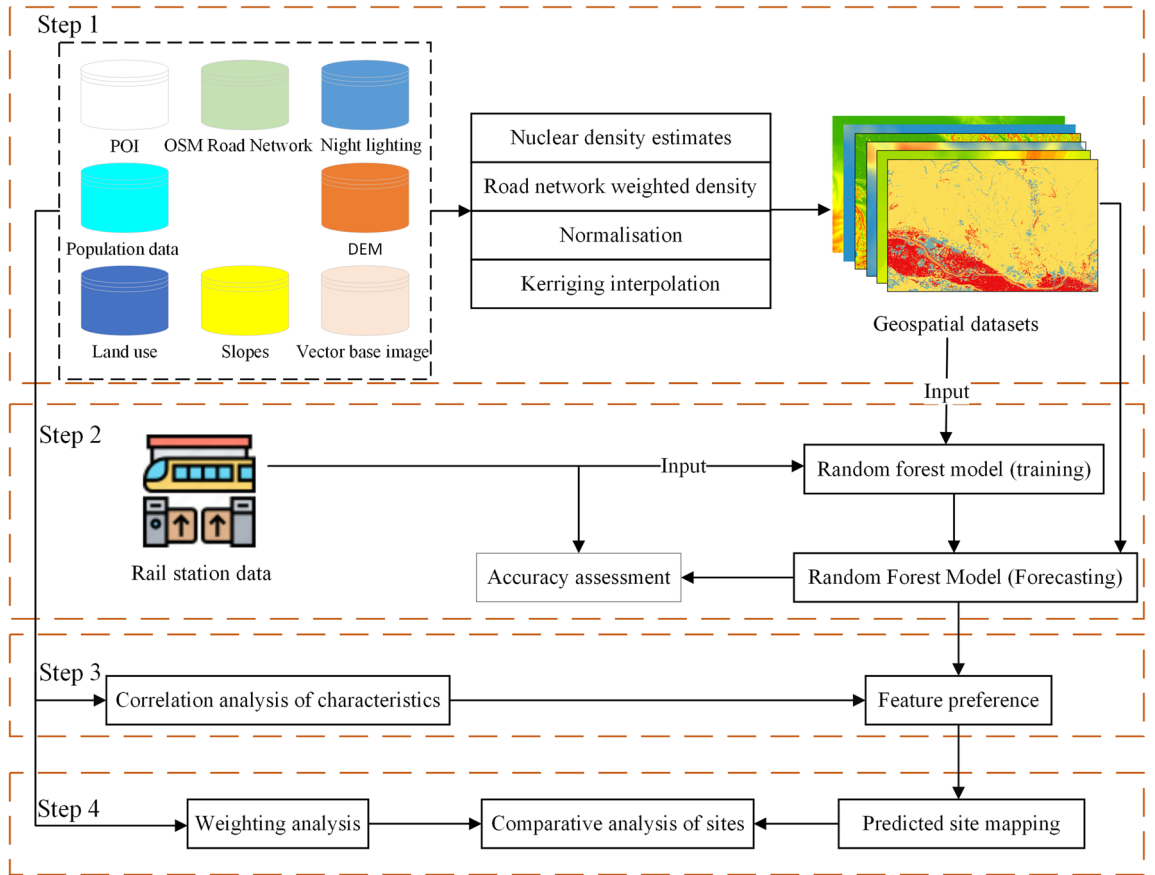 Step 1
POI
OSM Road Network
Night lighting
Population data
DEM
Land use
Slopes
Vector base image
Nuclear density estimates
Road network weighted density
Normalisation
Kerriging interpolation
Geospatial datasets
Input
Step 2
Rail station data
Input
Random forest model (training)
Accuracy assessment
Random Forest Model (Forecasting)
Step 3
Correlation analysis of characteristics
Feature preference
Step 4
Weighting analysis
Comparative analysis of sites
Predicted site mapping